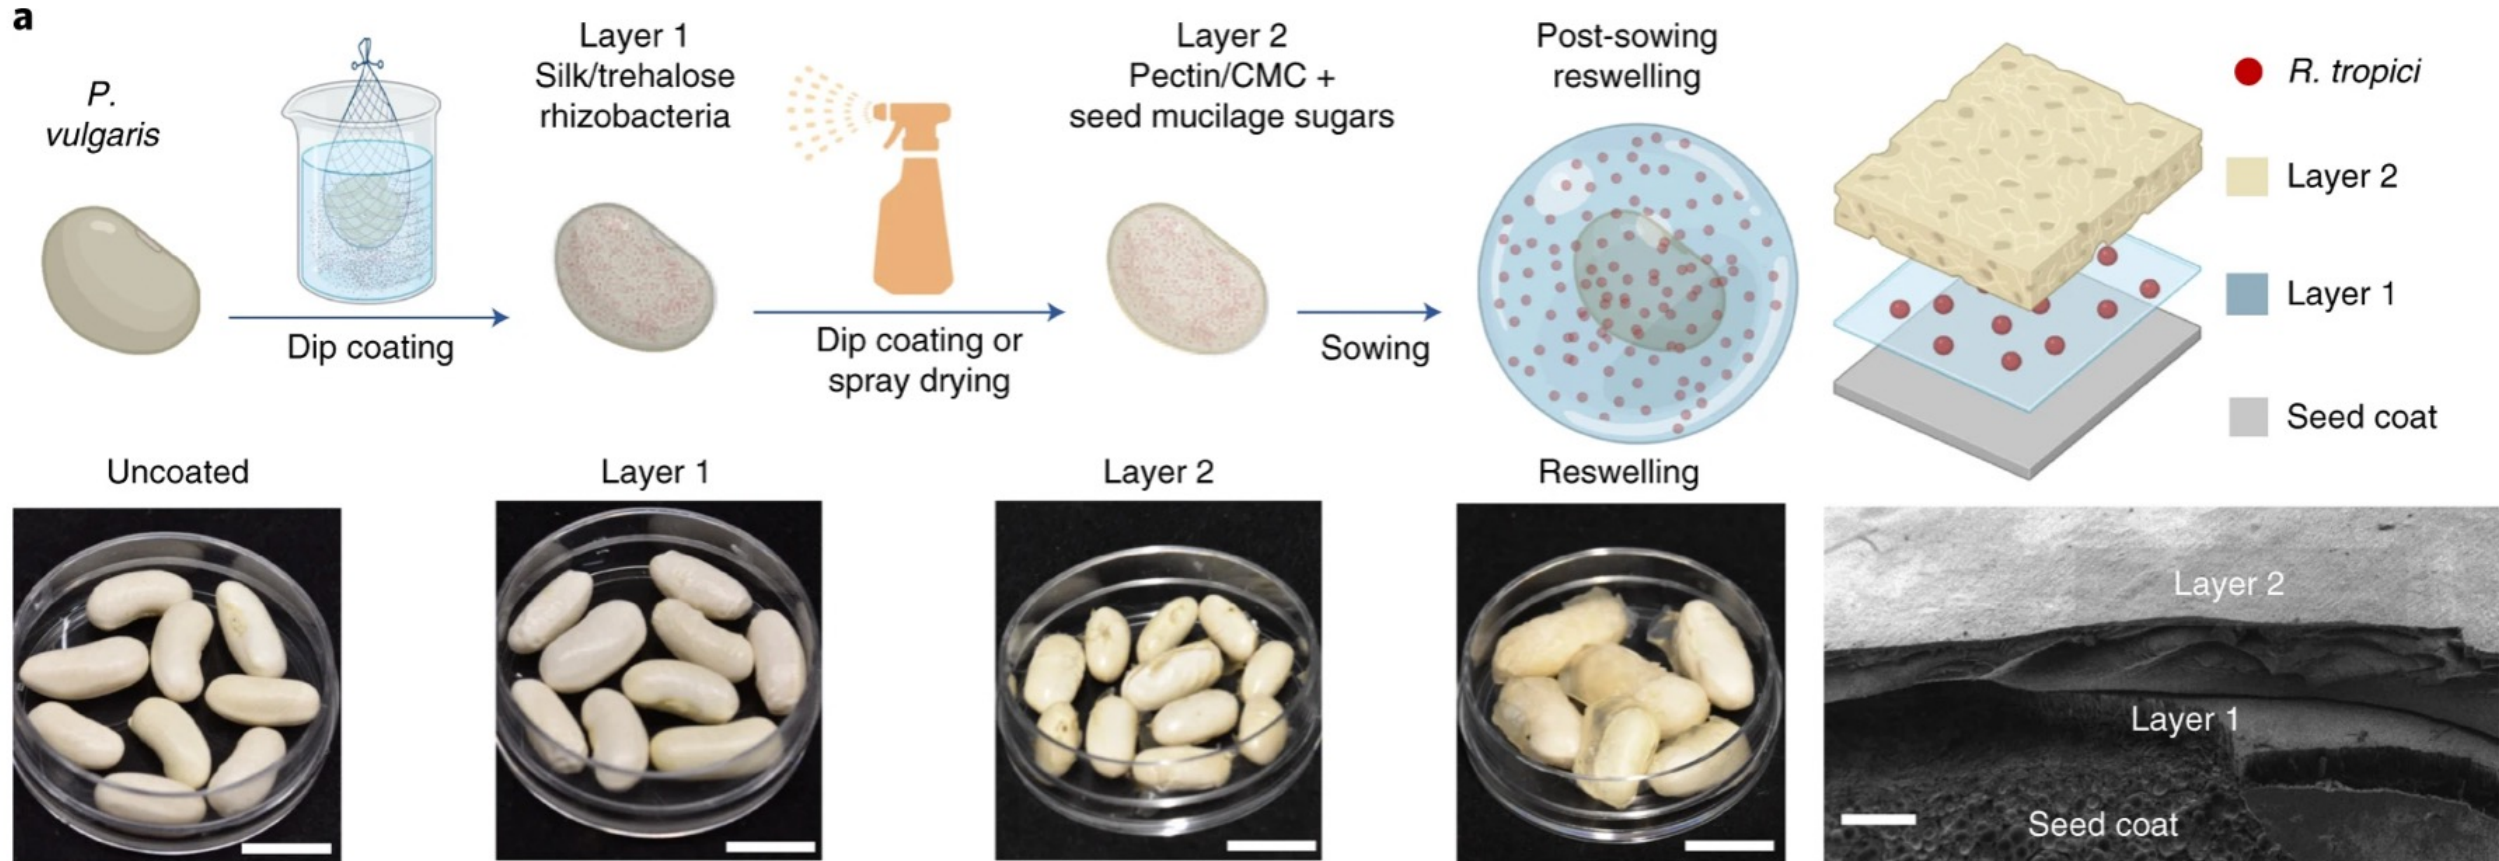 a
P.
vulgaris
Dip coating
Layer 1
Silk/trehalose
rhizobacteria
Dip coating or
spray drying
Layer 2
Pectin/CMC +
seed mucilage sugars
Sowing
Post-sowing
reswelling
R. tropici
Layer 2
Layer 1
Seed coat
Uncoated
Layer 1
Layer 2
Reswelling
Layer 2
Layer 1
Seed coat